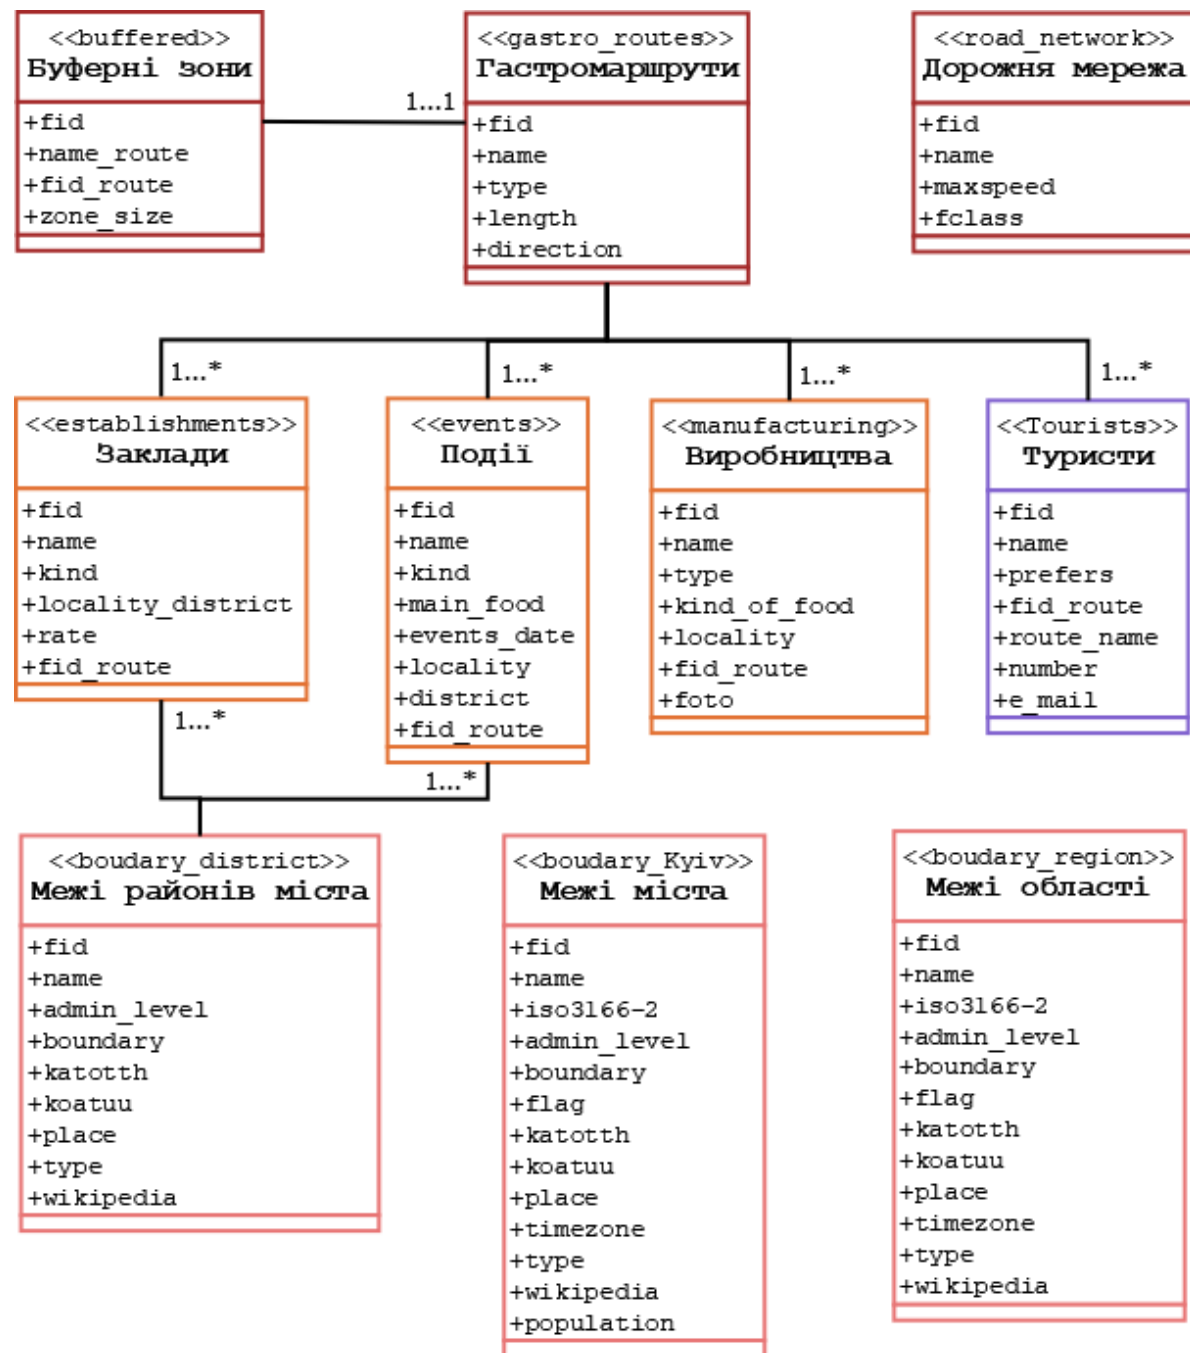 <<buffered>>
Буферні зони
+fid
+name_route
+fid_route
+zone_size
1...1
<<gastro_routes>>
Гастромаршрути
+fid
+name
+type
+length
+direction
<<road_network>>
Дорожня мережа
+fid
+name
+maxspeed
+fclass
1...*
1...*
1...*
1...*
<<establishments>>
Заклади
+fid
+name
+kind
+locality_district
+rate
+fid_route
<<events>>
Події
+fid
+name
+kind
+main_food
+events_date
+locality
+district
+fid_route
<<manufacturing>>
Виробництва
+fid
+name
+type
+kind_of_food
+locality
+fid_route
+foto
<<Tourists>>
Туристи
+fid
+name
+prefers
+fid_route
+route_name
+number
+e_mail
1...*
1...*
<<boudary_district>>
Межі районів міста
+fid
+name
+admin_level
+boundary
+katotth
+koatuu
+place
+type
+wikipedia
<<boudary_Kyiv>>
Межі міста
+fid
+name
+iso3166-2
+admin_level
+boundary
+flag
+katotth
+koatuu
+place
+timezone
+type
+wikipedia
+population
<<boudary_region>>
Межі області
+fid
+name
+iso3166-2
+admin_level
+boundary
+flag
+katotth
+koatuu
+place
+timezone
+type
+wikipedia